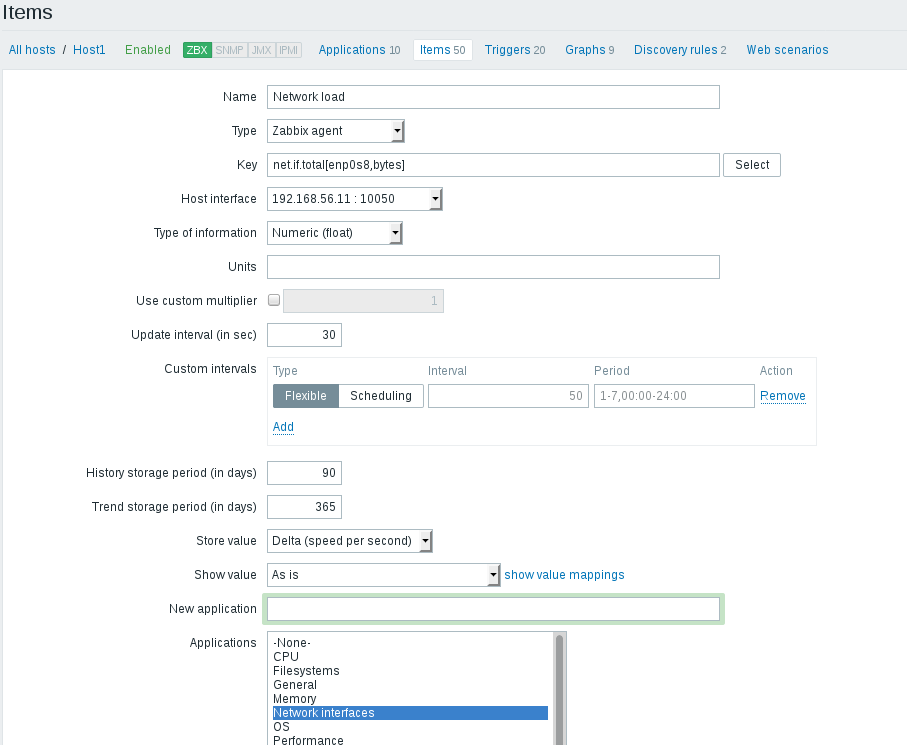 Items
All hosts / Host1 Enabled ZBX SNMP JMX IPMI Applications 10 Items 50 Triggers 20 Graphs 9 Discovery rules 2 Web scenarios
Name Network load
Type Zabbix agent
Key net.if.total[enp0s8,bytes] Select
Host interface 192.168.56.11 : 10050
Type of information Numeric (float)
Units
Use custom multiplier 1
Update interval (in sec) 30
Custom intervals Type Interval Period Action
Flexible Scheduling 50 1-7,00:00-24:00 Remove
Add
History storage period (in days) 90
Trend storage period (in days) 365
Store value Delta (speed per second)
Show value As is show value mappings
New application
Applications -None-
CPU
Filesystems
General
Memory
Network interfaces
OS
Performance